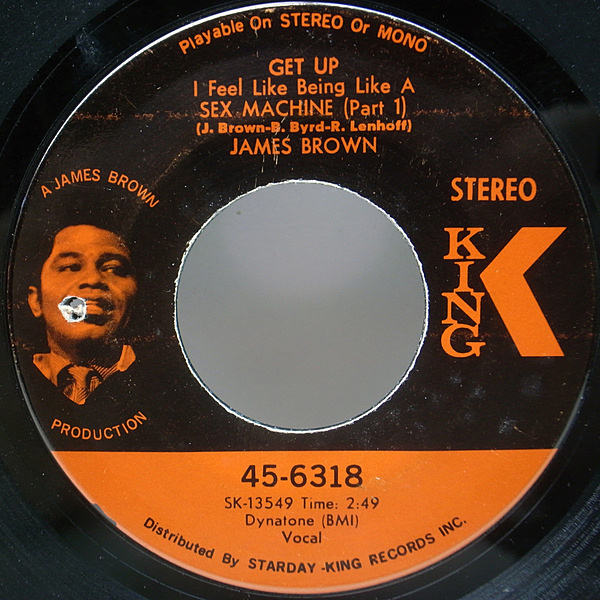 Playable On STEREO Or MONO
GET UP
I Feel Like Being Like A
SEX MACHINE (Part 1)
(J. Brown-B. Byrd-R. Lenhoff)
JAMES BROWN
A JAMES BROWN
PRODUCTION
STEREO
KING
45-6318
SK-13549 Time: 2:49
Dynatone (BMI)
Vocal
Distributed By STARDAY-KING RECORDS INC.